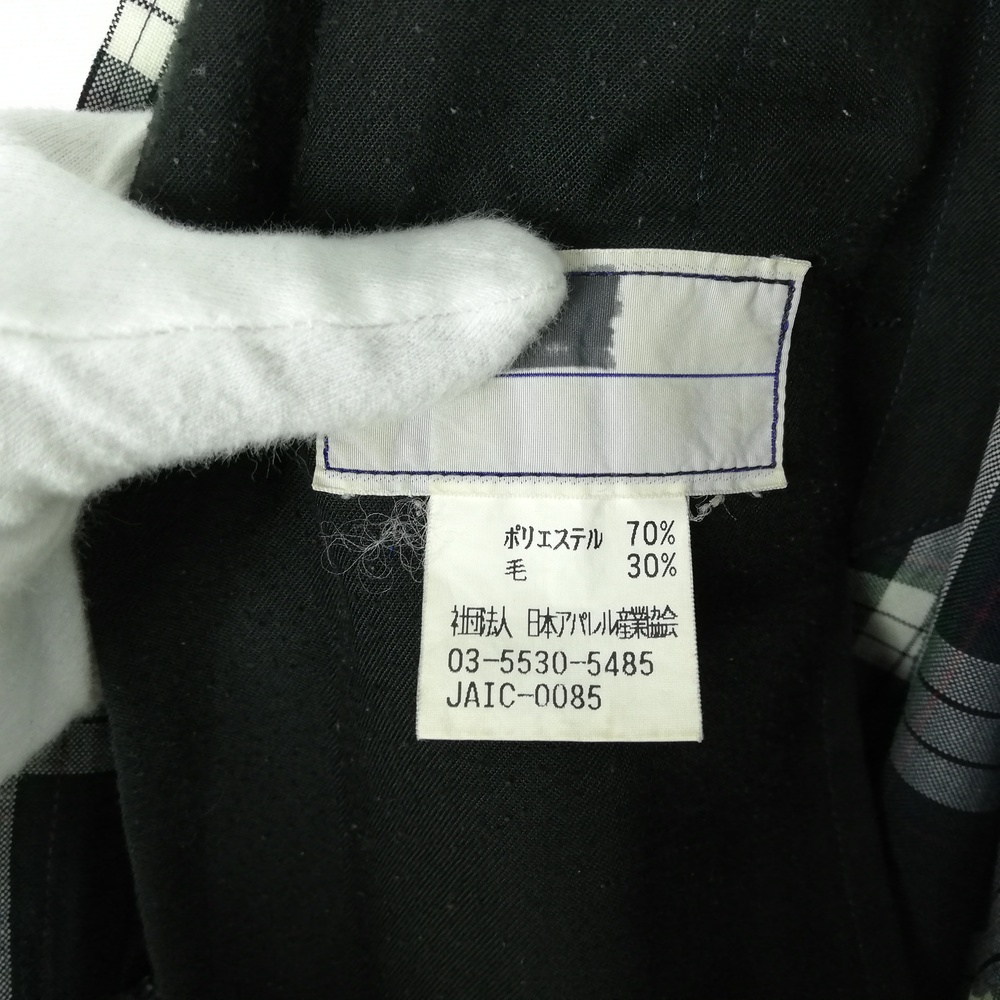 ポリエステル 70%
毛 30%
社団法人 日本アパレル産業協会
03-5530-5485
JAIC-0085